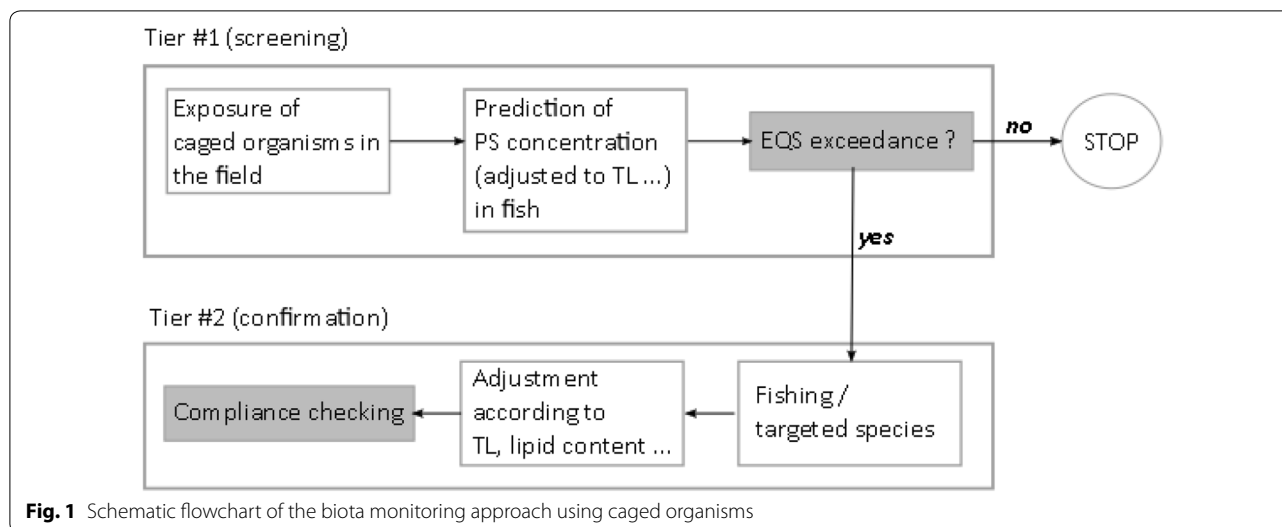 Tier #1 (screening)
Exposure of
caged organisms in
the field
Prediction of
PS concentration
(adjusted to TL ...)
in fish
EQS exceedance ?
no
STOP
yes
Tier #2 (confirmation)
Compliance checking
Adjustment
according to
TL, lipid content ...
Fishing /
targeted species
Fig. 1 Schematic flowchart of the biota monitoring approach using caged organisms